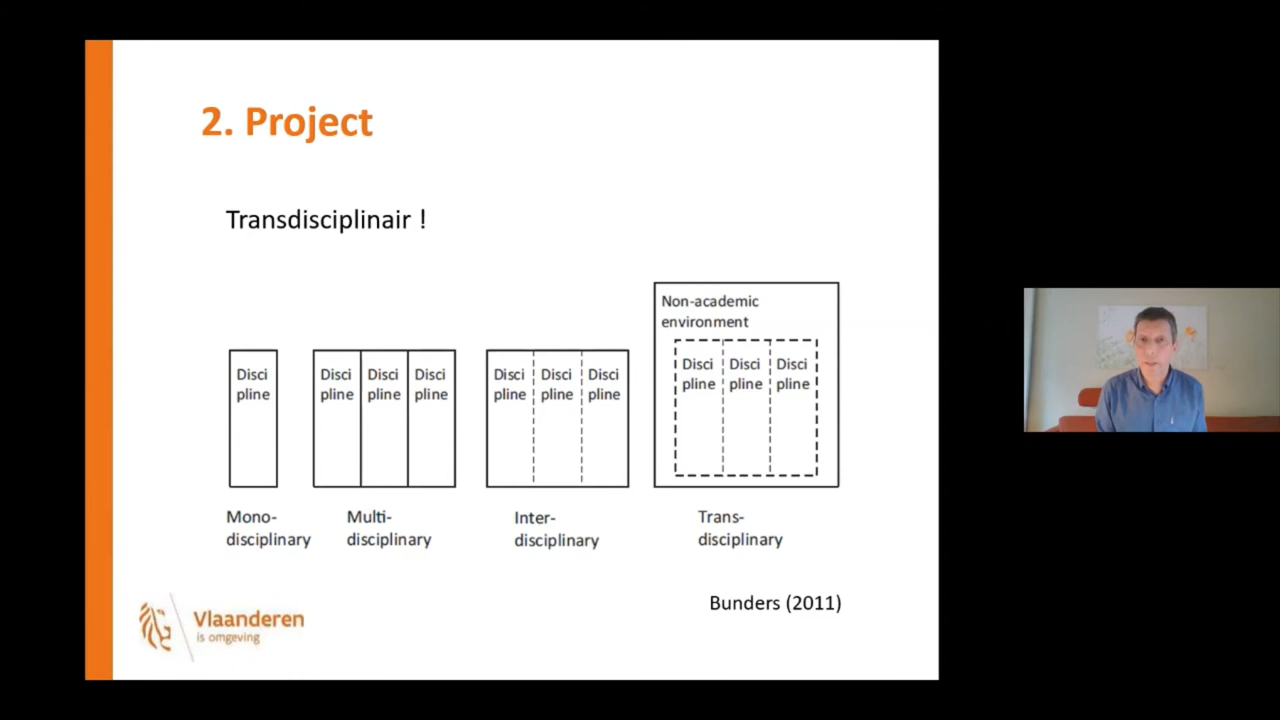 2. Project
Transdisciplinair !
Disci
pline
Disci
pline
Disci
pline
Disci
pline
Disci
pline
Disci
pline
Disci
pline
Non-academic
environment
Disci
pline
Disci
pline
Disci
pline
Mono-
disciplinary
Multi-
disciplinary
Inter-
disciplinary
Trans-
disciplinary
Bunders (2011)
Vlaanderen
is omgeving